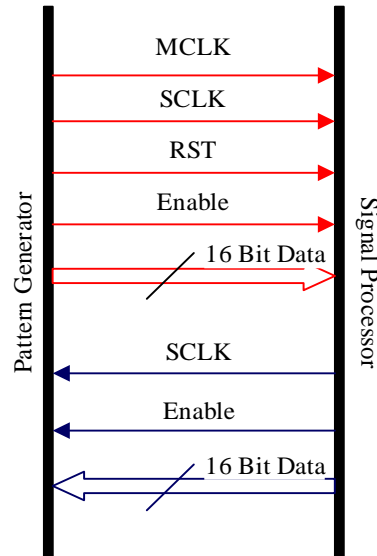 MCLK
SCLK
RST
Enable
16 Bit Data
SCLK
Enable
16 Bit Data
Pattern Generator
Signal Processor